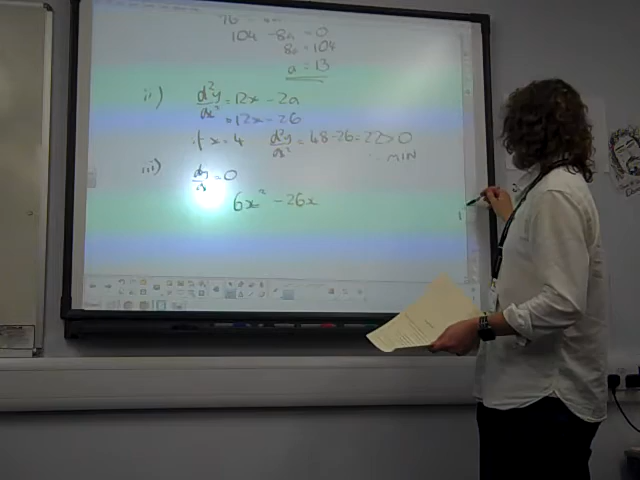 104 - 8a = 0
8a = 104
a = 13
ii) d²y/dx² = 12x - 2a
= 12x - 26
if x = 4 d²y/dx² = 48 - 26 = 22 > 0
∴ MIN
iii) dy/dx = 0
6x² - 26x